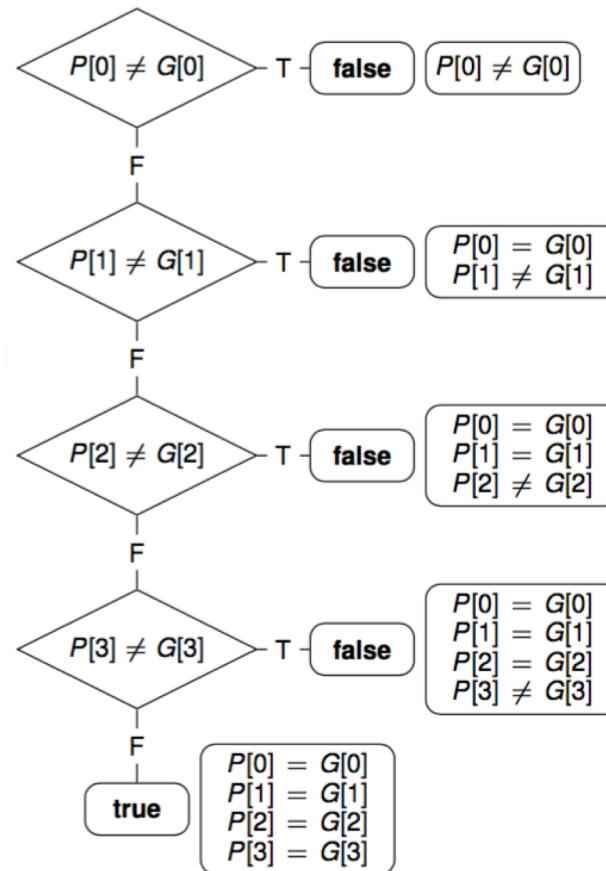 P[0] ≠ G[0] T false P[0] ≠ G[0]
F
P[1] ≠ G[1] T false
P[0] = G[0]
P[1] ≠ G[1]
F
P[2] ≠ G[2] T false
P[0] = G[0]
P[1] = G[1]
P[2] ≠ G[2]
F
P[3] ≠ G[3] T false
P[0] = G[0]
P[1] = G[1]
P[2] = G[2]
P[3] ≠ G[3]
F
true
P[0] = G[0]
P[1] = G[1]
P[2] = G[2]
P[3] = G[3]